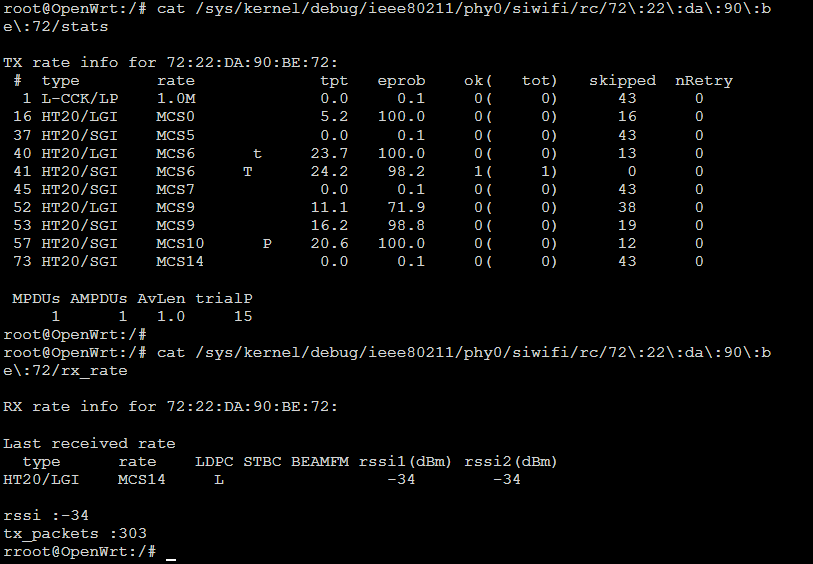 root@OpenWrt:/# cat /sys/kernel/debug/ieee80211/phy0/siwifi/rc/72\:22\:da\:90\:b
e\:72/stats

TX rate info for 72:22:DA:90:BE:72:
 #  type          rate             tpt   eprob    ok(   tot)   skipped  nRetry
  1 L-CCK/LP      1.0M             0.0     0.1     0(     0)      43       0
 16 HT20/LGI      MCS0             5.2   100.0     0(     0)      16       0
 37 HT20/SGI      MCS5             0.0     0.1     0(     0)      43       0
 40 HT20/LGI      MCS6      t     23.7   100.0     0(     0)      13       0
 41 HT20/SGI      MCS6     T      24.2    98.2     1(     1)       0       0
 45 HT20/SGI      MCS7             0.0     0.1     0(     0)      43       0
 52 HT20/LGI      MCS9            11.1    71.9     0(     0)      38       0
 53 HT20/SGI      MCS9            16.2    98.8     0(     0)      19       0
 57 HT20/SGI      MCS10      P    20.6   100.0     0(     0)      12       0
 73 HT20/SGI      MCS14            0.0     0.1     0(     0)      43       0

 MPDUs AMPDUs AvLen trialP
     1      1   1.0     15
root@OpenWrt:/#
root@OpenWrt:/# cat /sys/kernel/debug/ieee80211/phy0/siwifi/rc/72\:22\:da\:90\:b
e\:72/rx_rate

RX rate info for 72:22:DA:90:BE:72:

Last received rate
  type      rate    LDPC STBC BEAMFM rssi1(dBm) rssi2(dBm)
HT20/LGI    MCS14     L                 -34        -34

rssi :-34
tx_packets :303
rroot@OpenWrt:/# _